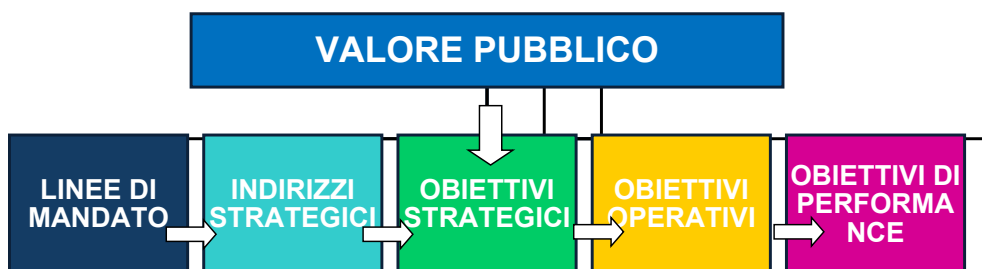 VALORE PUBBLICO
LINEE DI
MANDATO
INDIRIZZI
STRATEGICI
OBIETTIVI
STRATEGICI
OBIETTIVI
OPERATIVI
OBIETTIVI DI
PERFORMA
NCE